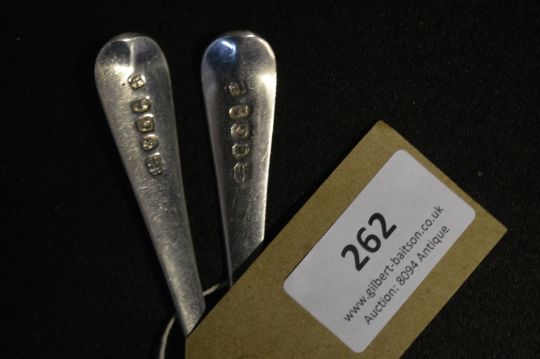 262
www.gilbert-baitson.co.uk
Auction: 8094 Antique